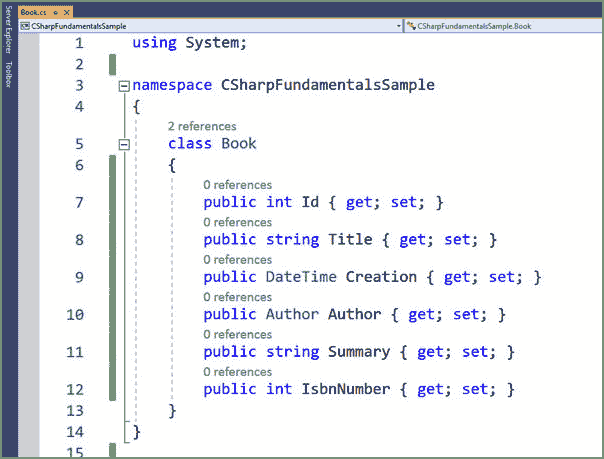 Book.cs
Server Explorer
Toolbox
CSharpFundamentalsSample
CSharpFundamentalsSample.Book
1 using System;
2
3 namespace CSharpFundamentalsSample
4 {
2 references
5 class Book
6 {
0 references
7 public int Id { get; set; }
0 references
8 public string Title { get; set; }
0 references
9 public DateTime Creation { get; set; }
0 references
10 public Author Author { get; set; }
0 references
11 public string Summary { get; set; }
0 references
12 public int IsbnNumber { get; set; }
13 }
14 }
15